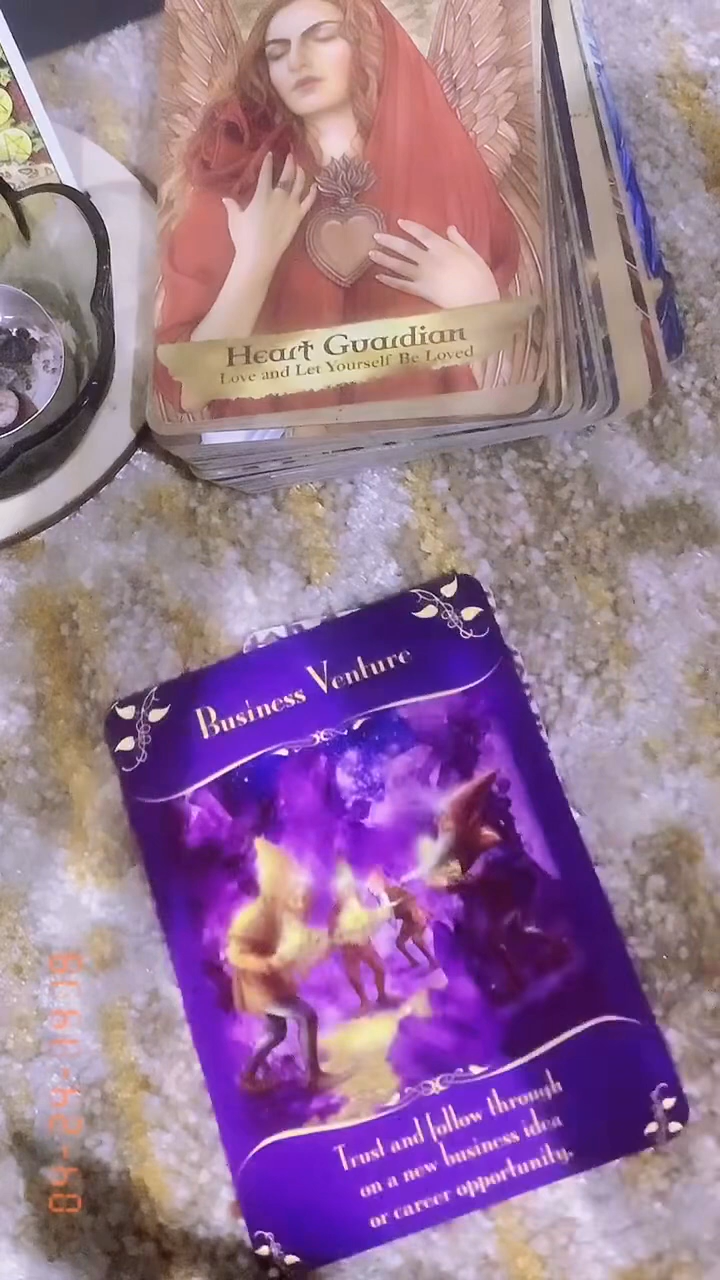 Heart Guardian
Love and Let Yourself Be Loved
Business Venture
Trust and follow through
on a new business idea
or career opportunity.
04-24-1419